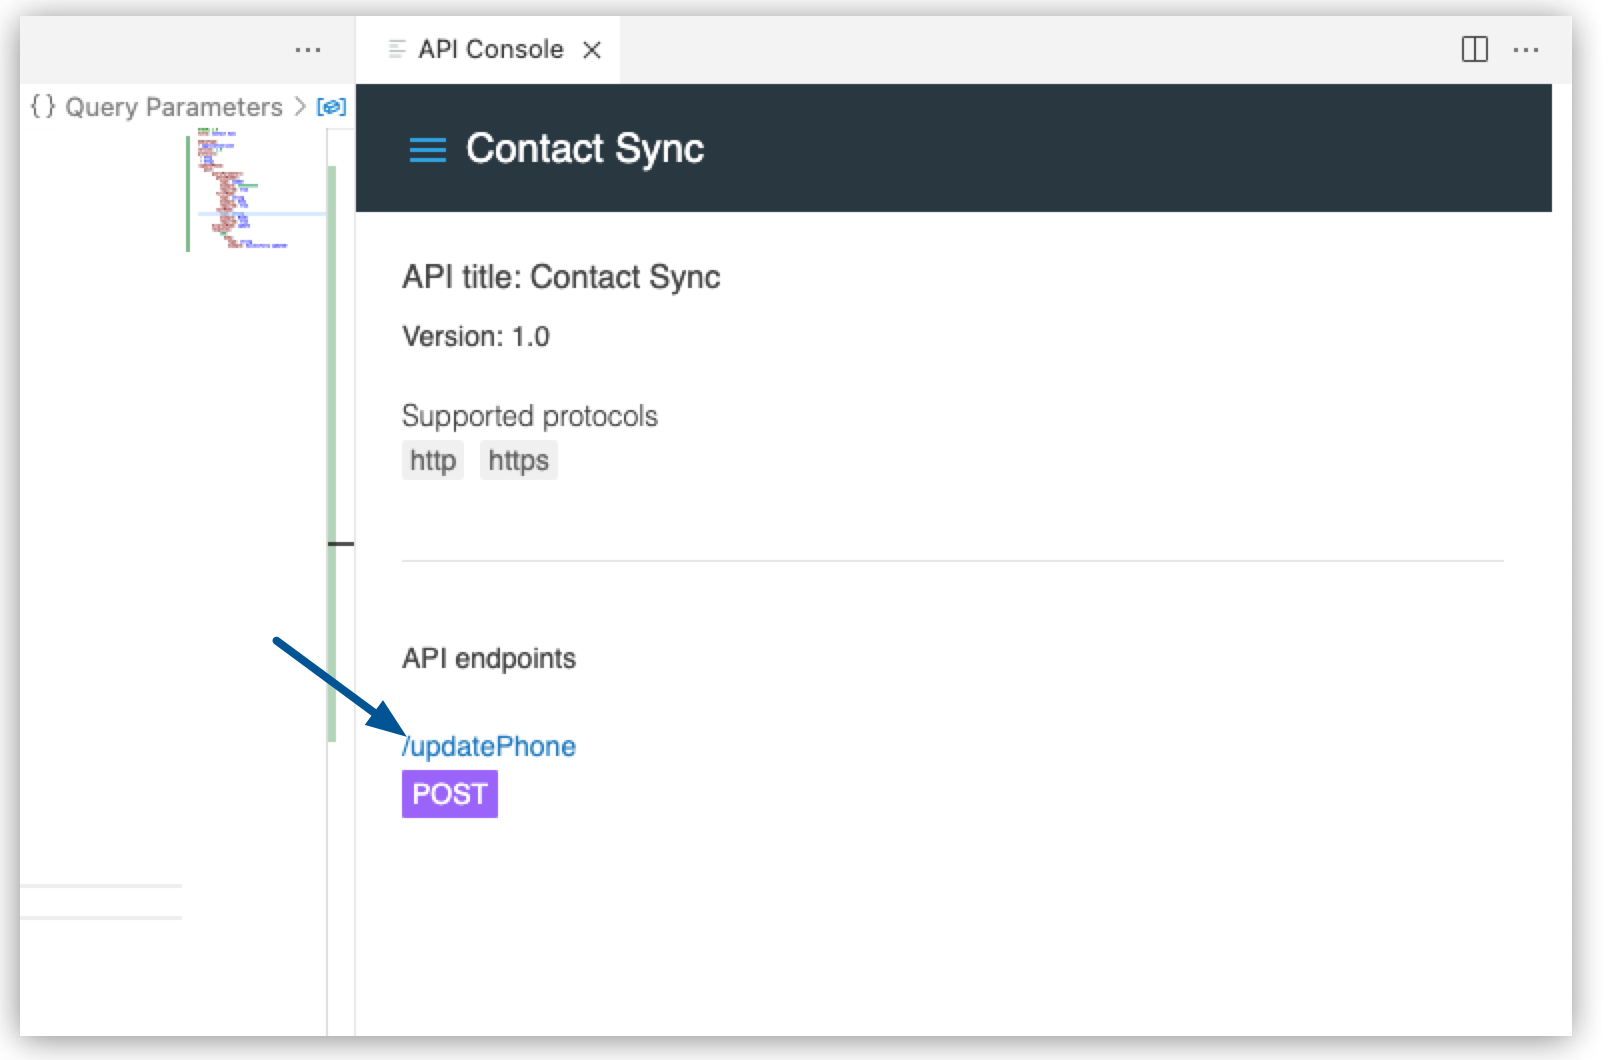 API Console
{} Query Parameters >
Contact Sync
API title: Contact Sync
Version: 1.0
Supported protocols
http https
API endpoints
/updatePhone
POST